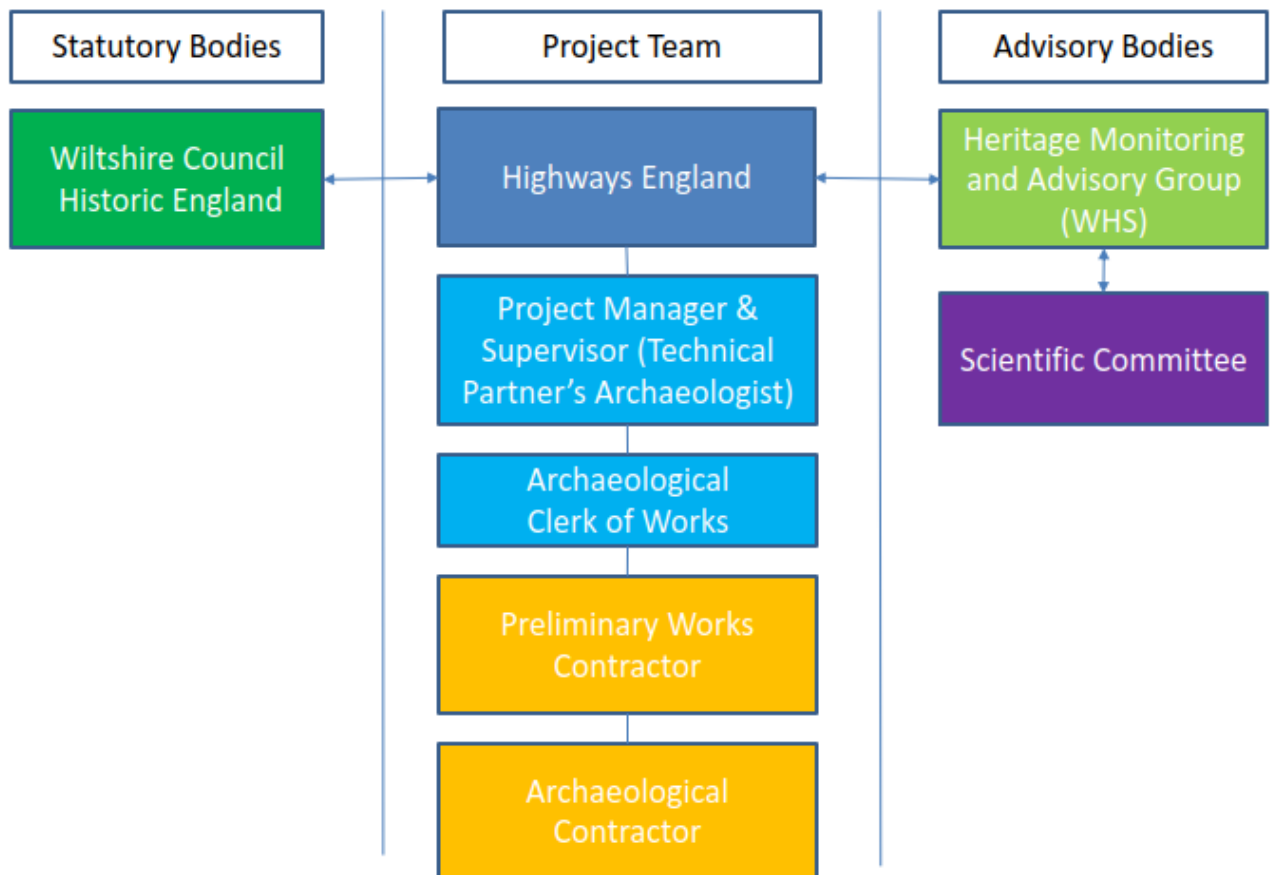 Statutory Bodies
Project Team
Advisory Bodies
Wiltshire Council
Historic England
Highways England
Heritage Monitoring
and Advisory Group
(WHS)
Project Manager &
Supervisor (Technical
Partner’s Archaeologist)
Scientific Committee
Archaeological
Clerk of Works
Preliminary Works
Contractor
Archaeological
Contractor